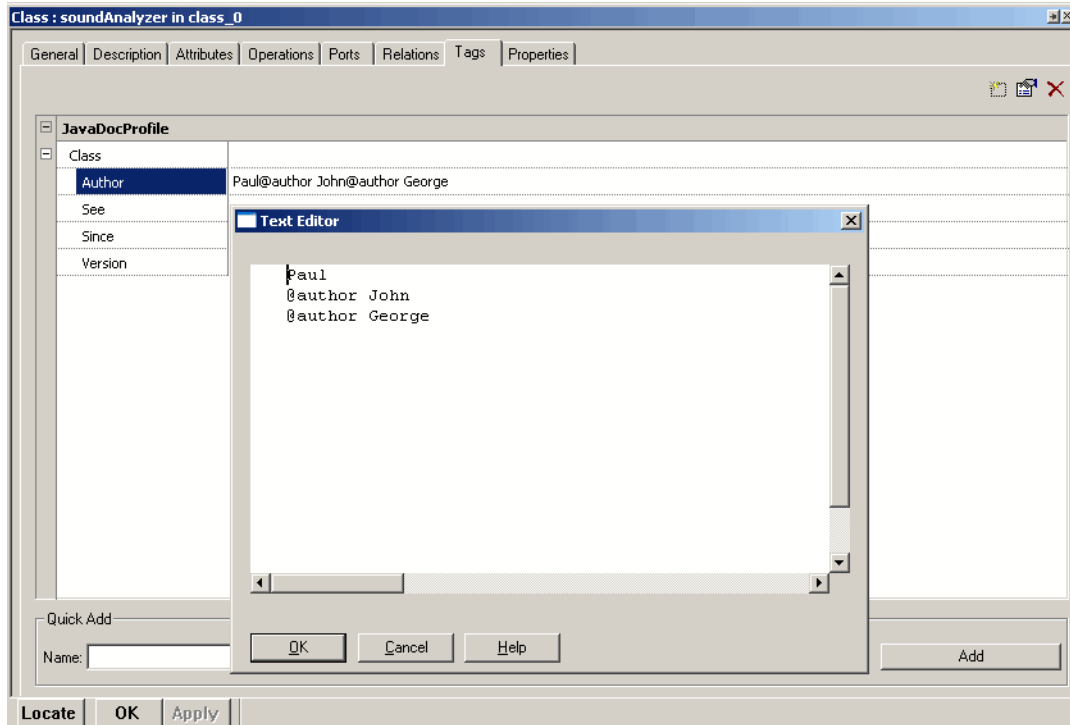 Class : soundAnalyzer in class_0
General Description Attributes Operations Ports Relations Tags Properties
JavaDocProfile
Class
Author Paul@author John@author George
See
Since
Version
Text Editor
Paul
@author John
@author George
OK Cancel Help
Quick Add
Name:
Add
Locate OK Apply